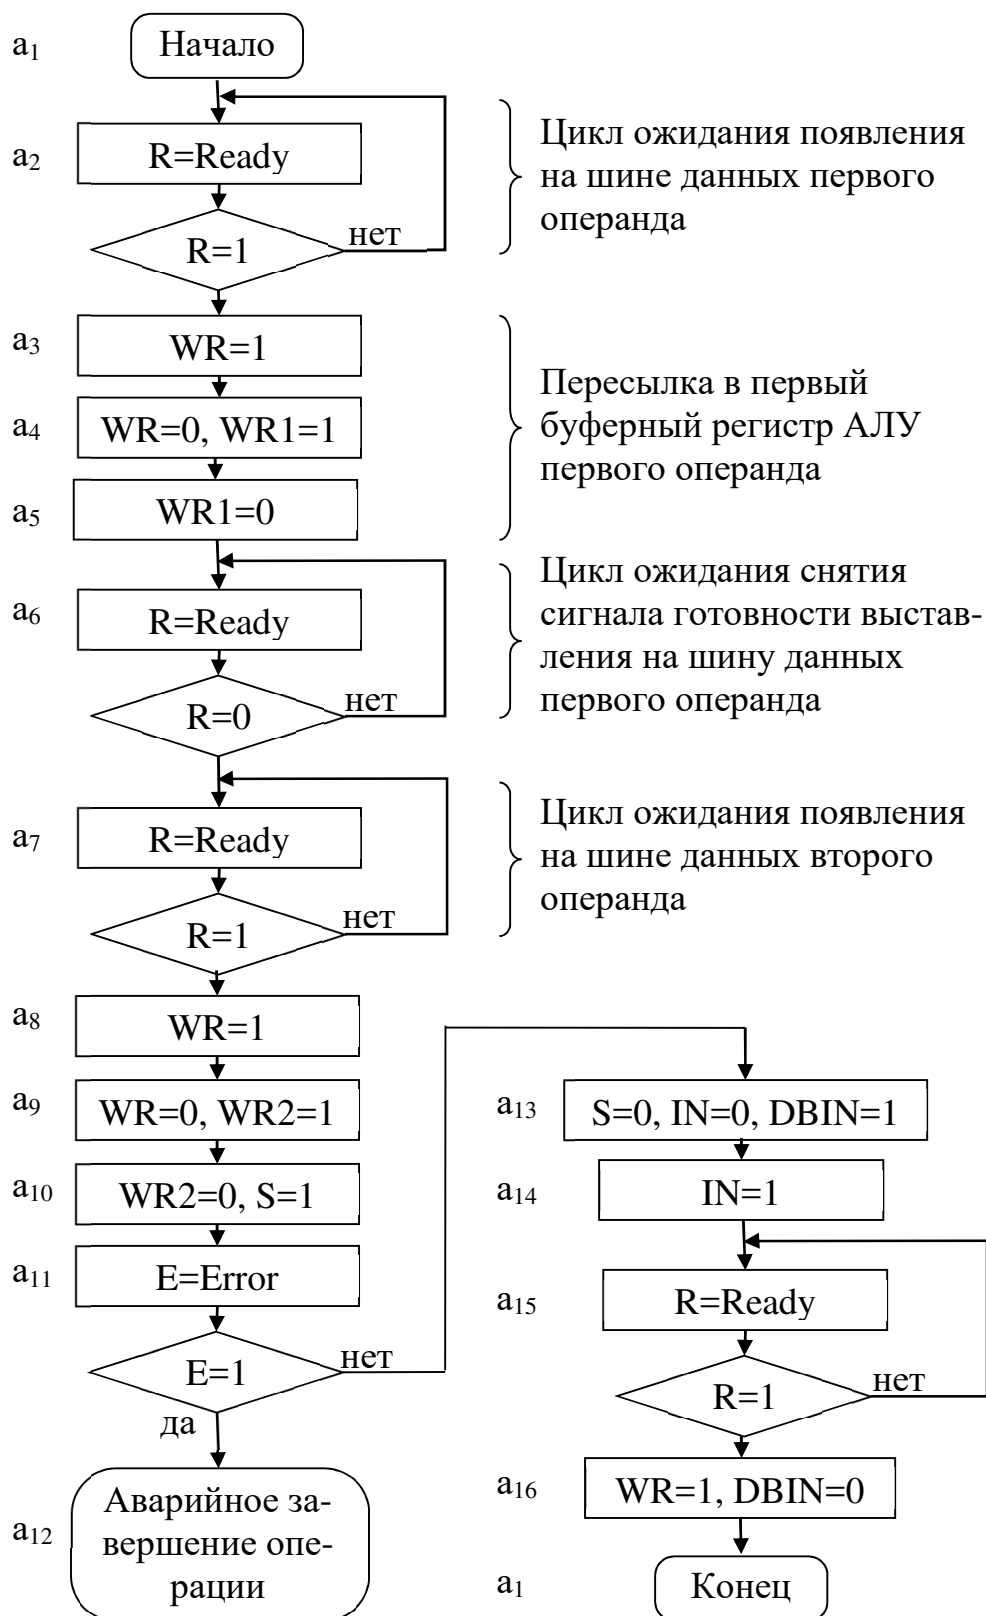 a1
Начало
a2
R=Ready
R=1
нет
Цикл ожидания появления
на шине данных первого
операнда
a3
WR=1
a4
WR=0, WR1=1
a5
WR1=0
Пересылка в первый
буферный регистр АЛУ
первого операнда
a6
R=Ready
R=0
нет
Цикл ожидания снятия
сигнала готовности выстав-
ления на шину данных
первого операнда
a7
R=Ready
R=1
нет
Цикл ожидания появления
на шине данных второго
операнда
a8
WR=1
a9
WR=0, WR2=1
a10
WR2=0, S=1
a11
E=Error
E=1
нет
да
a12
Аварийное за-
вершение опе-
рации
a13
S=0, IN=0, DBIN=1
a14
IN=1
a15
R=Ready
R=1
нет
a16
WR=1, DBIN=0
a1
Конец